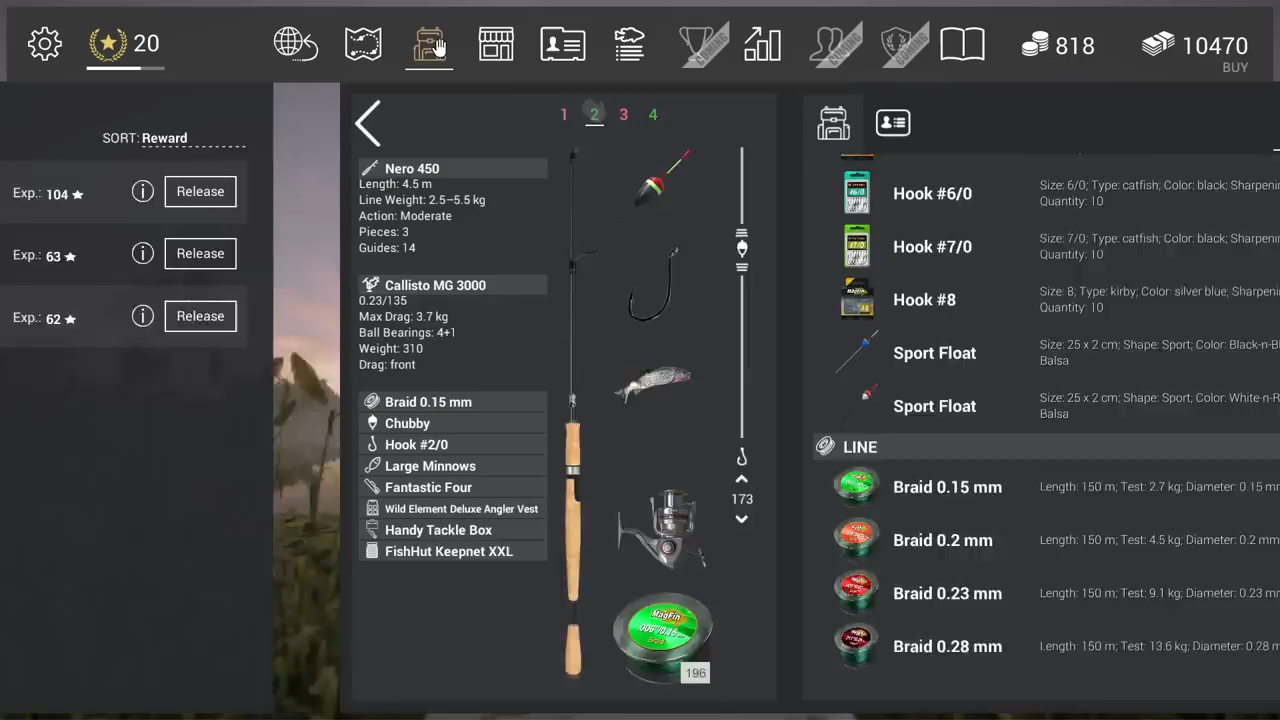 20
COMING
COMING
COMING
818
10470
BUY
SORT: Reward
Exp.: 104
Release
Exp.: 63
Release
Exp.: 62
Release
1 2 3 4
Nero 450
Length: 4.5 m
Line Weight: 2.5–5.5 kg
Action: Moderate
Pieces: 3
Guides: 14
Callisto MG 3000
0.23/135
Max Drag: 3.7 kg
Ball Bearings: 4+1
Weight: 310
Drag: front
Braid 0.15 mm
Chubby
Hook #2/0
Large Minnows
Fantastic Four
Wild Element Deluxe Angler Vest
Handy Tackle Box
FishHut Keepnet XXL
173
MagFin
Braid
196
Hook #6/0
Size: 6/0; Type: catfish; Color: black; Sharpenin
Quantity: 10
Hook #7/0
Size: 7/0; Type: catfish; Color: black; Sharpenin
Quantity: 10
Hook #8
Size: 8; Type: kirby; Color: silver blue, Sharpeni
Quantity: 10
Sport Float
Size: 25 x 2 cm; Shape: Sport; Color: Black-n-Bl
Balsa
Sport Float
Size: 25 x 2 cm; Shape: Sport, Color: White-n-R
Balsa
LINE
Braid 0.15 mm
Length: 150 m; Test: 2.7 kg; Diameter: 0.15 m
Braid 0.2 mm
Length: 150 m; Test: 4.5 kg; Diameter: 0.2 m
Braid 0.23 mm
Length: 150 m; Test: 9.1 kg; Diameter: 0.23 m
Braid 0.28 mm
Length: 150 m; Test: 13.6 kg; Diameter: 0.28 m